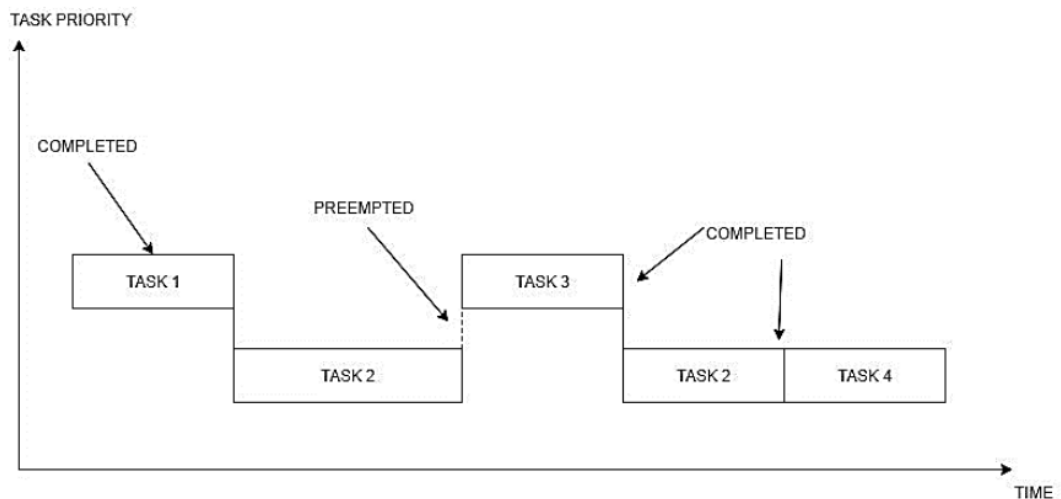 TASK PRIORITY
COMPLETED
PREEMPTED
COMPLETED
TASK 1
TASK 3
TASK 2
TASK 2
TASK 4
TIME